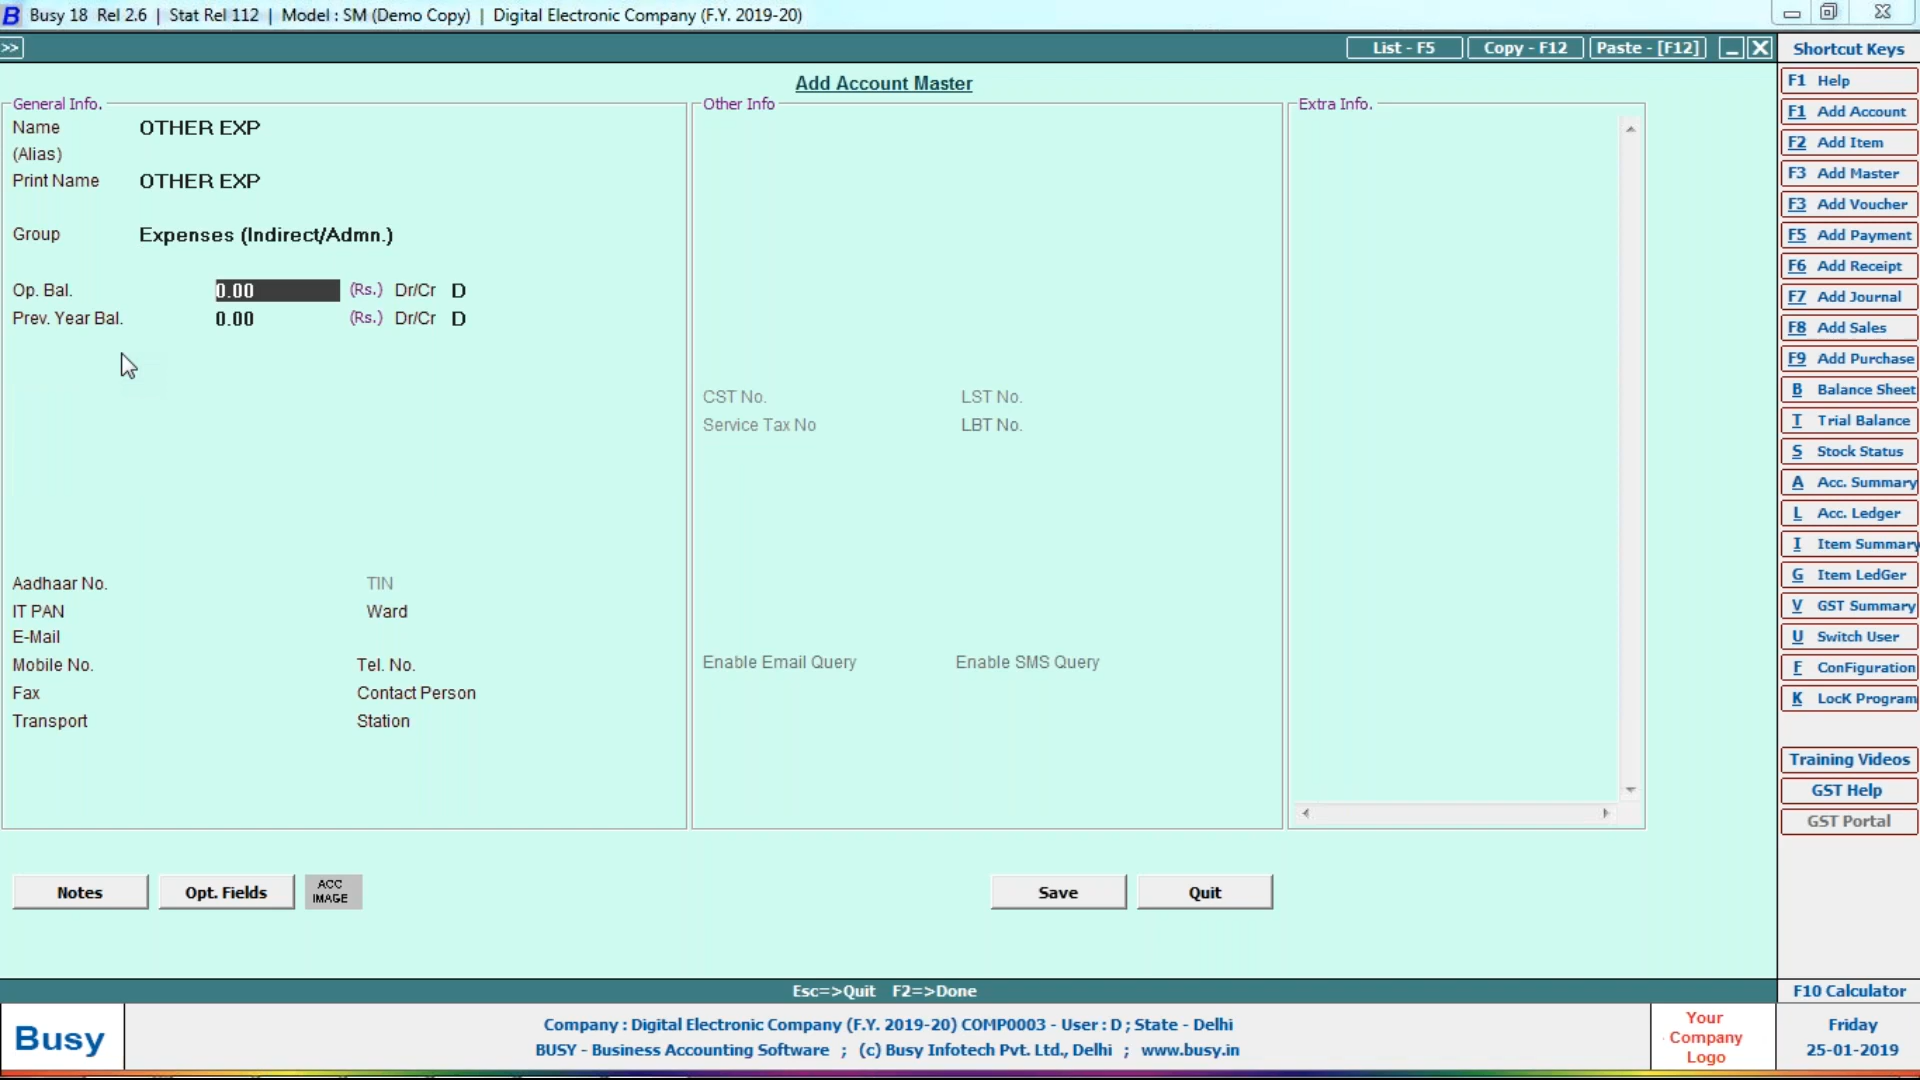 B Busy 18 Rel 2.6 | Stat Rel 112 | Model : SM (Demo Copy) | Digital Electronic Company (F.Y. 2019-20)
>> List - F5 Copy - F12 Paste - [F12]
Add Account Master
General Info.
Name OTHER EXP
(Alias)
Print Name OTHER EXP
Group Expenses (Indirect/Admn.)
Op. Bal. 0.00 (Rs.) Dr/Cr D
Prev. Year Bal. 0.00 (Rs.) Dr/Cr D
Aadhaar No. TIN
IT PAN Ward
E-Mail
Mobile No. Tel. No.
Fax Contact Person
Transport Station
Other Info
CST No. LST No.
Service Tax No LBT No.
Enable Email Query Enable SMS Query
Extra Info.
Notes Opt. Fields ACC IMAGE Save Quit
Esc=>Quit F2=>Done
Shortcut Keys
F1 Help
F1 Add Account
F2 Add Item
F3 Add Master
F3 Add Voucher
F5 Add Payment
F6 Add Receipt
F7 Add Journal
F8 Add Sales
F9 Add Purchase
B Balance Sheet
T Trial Balance
S Stock Status
A Acc. Summary
L Acc. Ledger
I Item Summary
G Item LedGer
V GST Summary
U Switch User
F ConFiguration
K LocK Program
Training Videos
GST Help
GST Portal
F10 Calculator
Busy
Company : Digital Electronic Company (F.Y. 2019-20) COMP0003 - User : D ; State - Delhi
BUSY - Business Accounting Software ; (c) Busy Infotech Pvt. Ltd., Delhi ; www.busy.in
Your
Company
Logo
Friday
25-01-2019